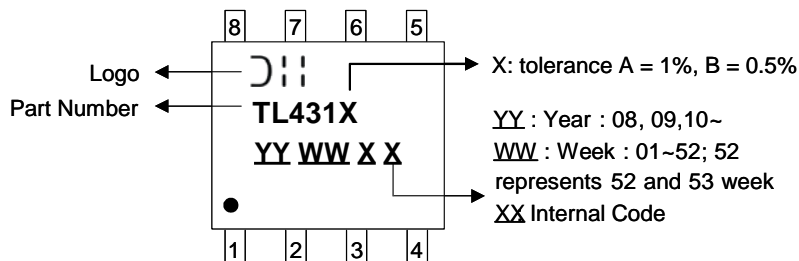 8 7 6 5
Logo
X: tolerance A = 1%, B = 0.5%
Part Number
TL431X
YY WW X X
YY : Year : 08, 09,10~
WW : Week : 01~52; 52
represents 52 and 53 week
XX Internal Code
1 2 3 4